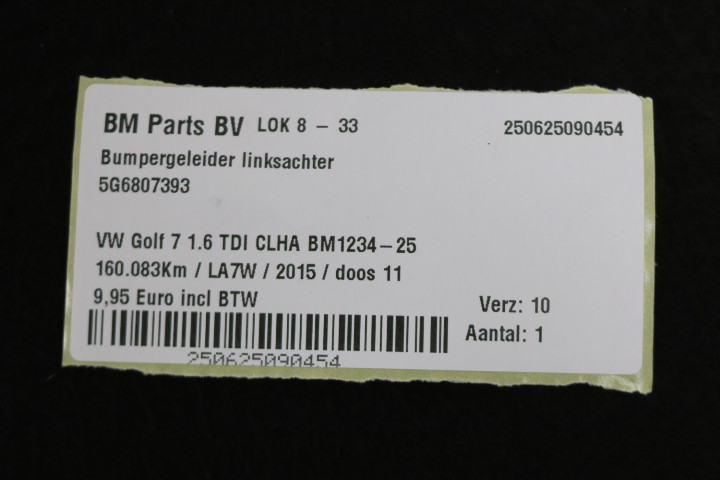 BM Parts BV LOK 8 - 33 250625090454
Bumpergeleider linksachter
5G6807393
VW Golf 7 1.6 TDI CLHA BM1234-25
160.083Km / LA7W / 2015 / doos 11
9,95 Euro incl BTW Verz: 10
Aantal: 1
250625090454